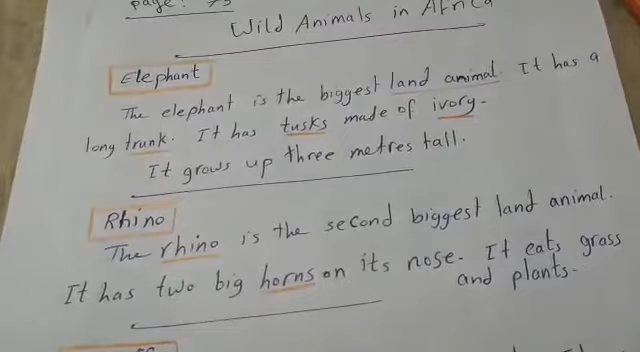 page: 75
Wild Animals in Africa
Elephant
The elephant is the biggest land animal. It has a
long trunk. It has tusks made of ivory.
It grows up three metres tall.
Rhino
The rhino is the second biggest land animal.
It has two big horns on its nose. It eats grass
and plants.